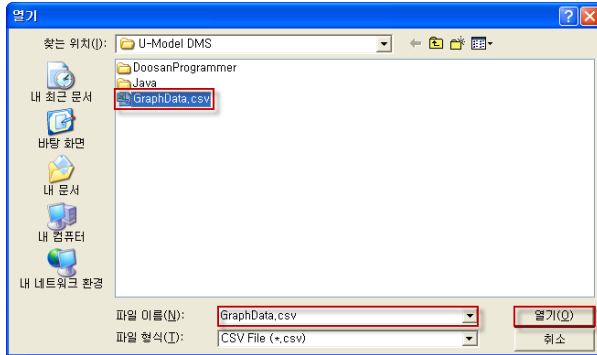 열기
찾는 위치(I): U-Model DMS
DoosanProgrammer
Java
GraphData.csv
내 최근 문서
바탕 화면
내 문서
내 컴퓨터
내 네트워크 환경
파일 이름(N): GraphData.csv 열기(O)
파일 형식(T): CSV File (*.csv) 취소